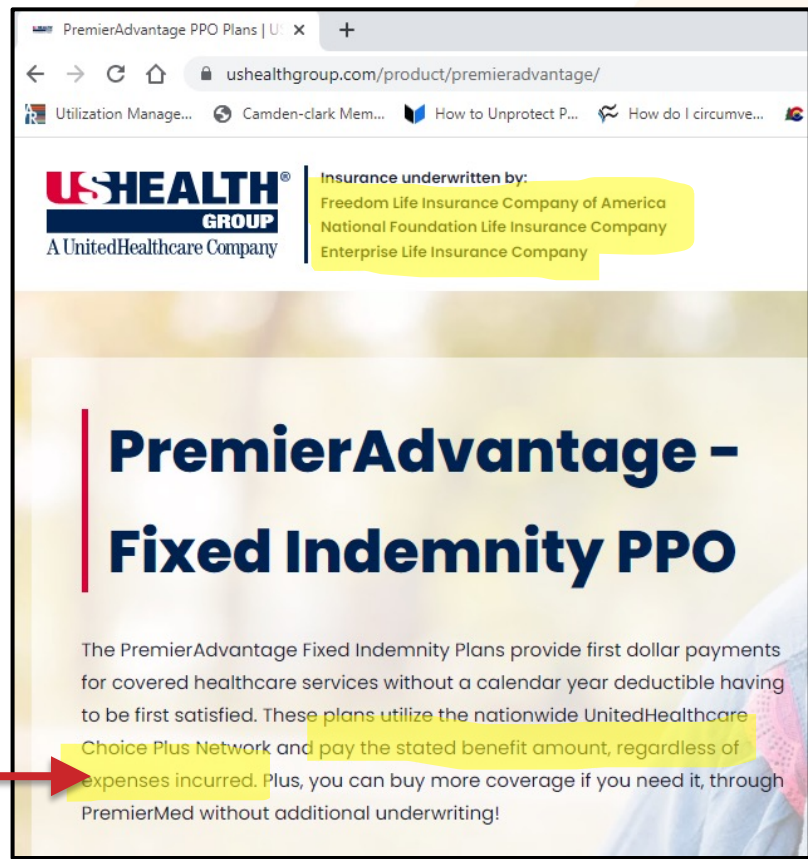 PremierAdvantage PPO Plans | U
ushealthgroup.com/product/premieradvantage/
Utilization Manage... Camden-clark Mem... How to Unprotect P... How do I circumve...
USHEALTH®
GROUP
A UnitedHealthcare Company
Insurance underwritten by:
Freedom Life Insurance Company of America
National Foundation Life Insurance Company
Enterprise Life Insurance Company
PremierAdvantage -
Fixed Indemnity PPO
The PremierAdvantage Fixed Indemnity Plans provide first dollar payments
for covered healthcare services without a calendar year deductible having
to be first satisfied. These plans utilize the nationwide UnitedHealthcare
Choice Plus Network and pay the stated benefit amount, regardless of
expenses incurred. Plus, you can buy more coverage if you need it, through
PremierMed without additional underwriting!